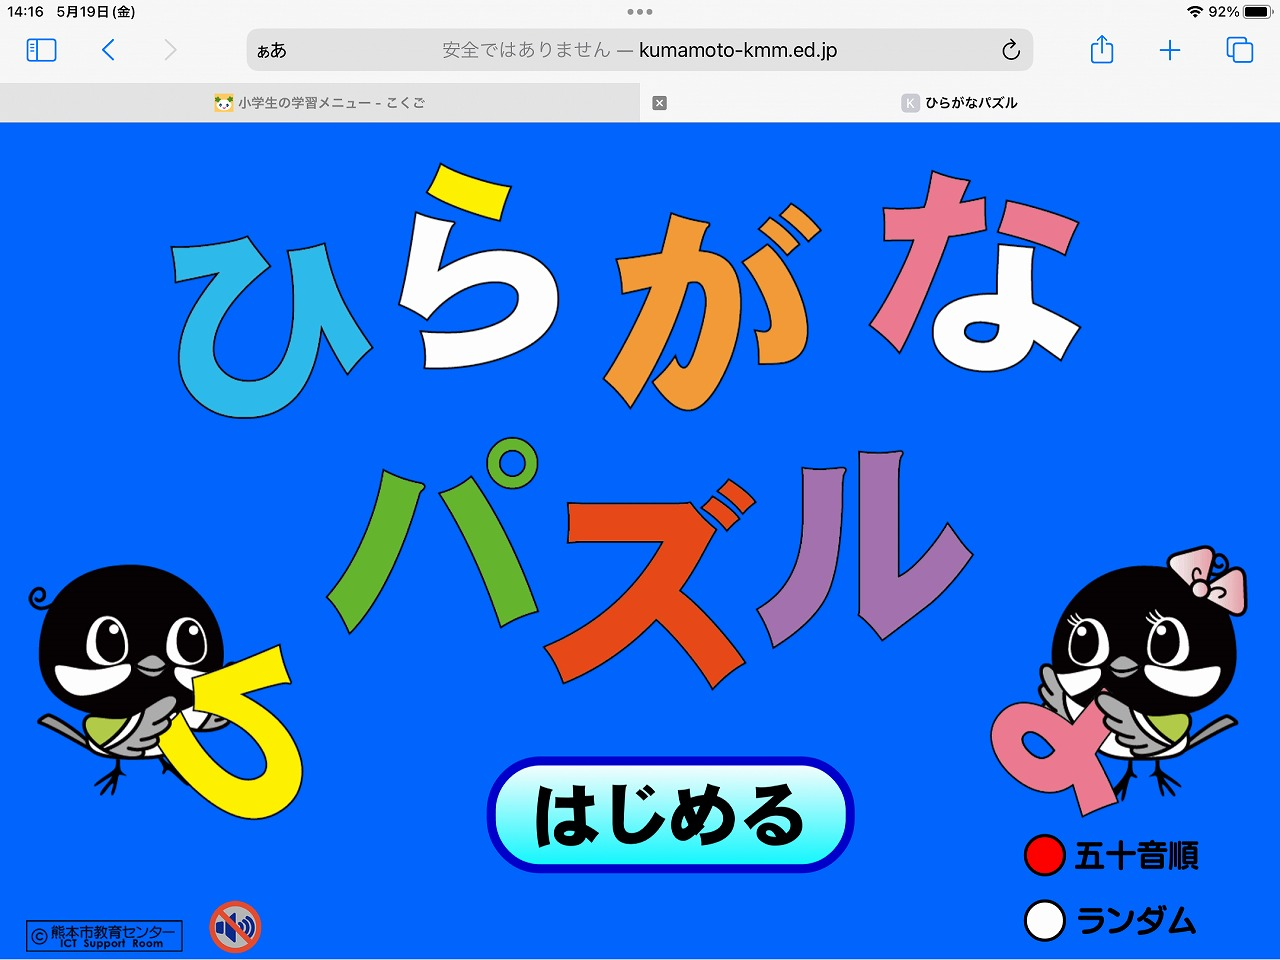 14:16 5月19日(金)
92%
ぁあ
安全ではありません — kumamoto-kmm.ed.jp
小学生の学習メニュー - こくご
K ひらがなパズル
ひらがな
パズル
はじめる
五十音順
ランダム
© 熊本市教育センター
ICT Support Room